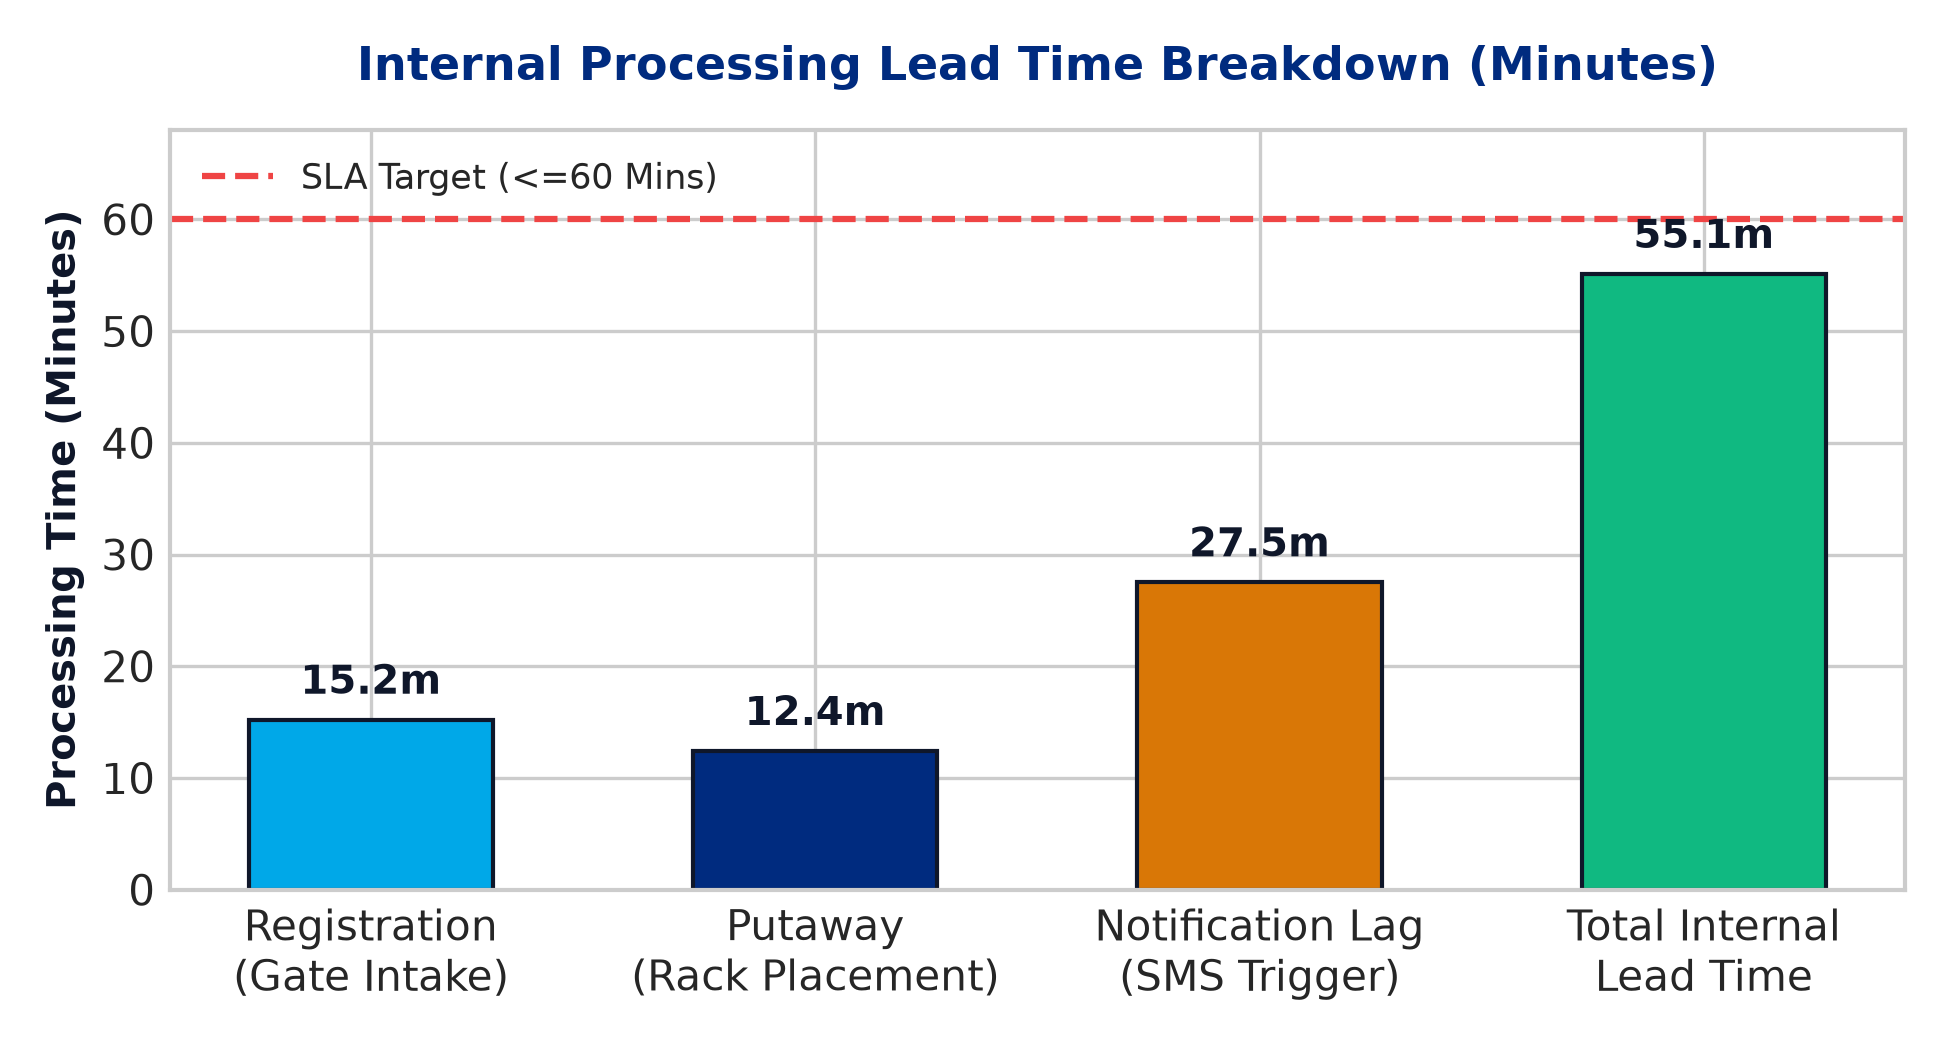 Internal Processing Lead Time Breakdown (Minutes)
SLA Target (<=60 Mins)
Processing Time (Minutes)
60
50
40
30
20
10
0
15.2m
12.4m
27.5m
55.1m
Registration
(Gate Intake)
Putaway
(Rack Placement)
Notification Lag
(SMS Trigger)
Total Internal
Lead Time